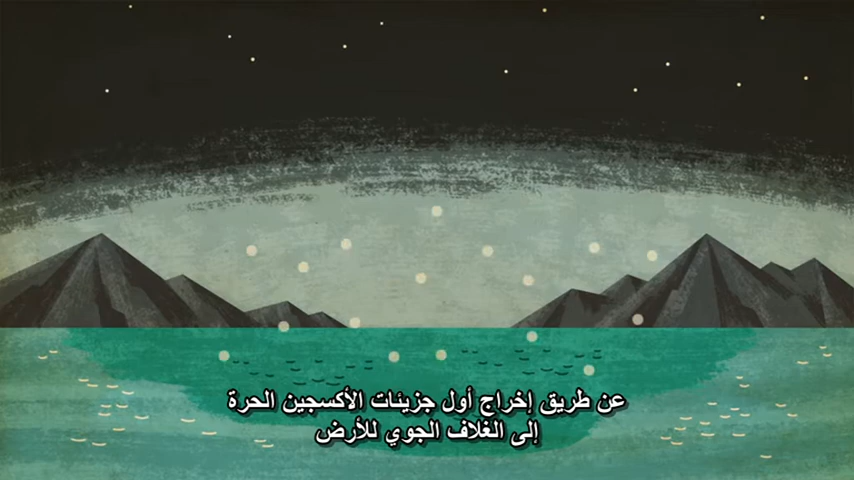 عن طريق إخراج أول جزيئات الأكسجين الحرة
إلى الغلاف الجوي للأرض